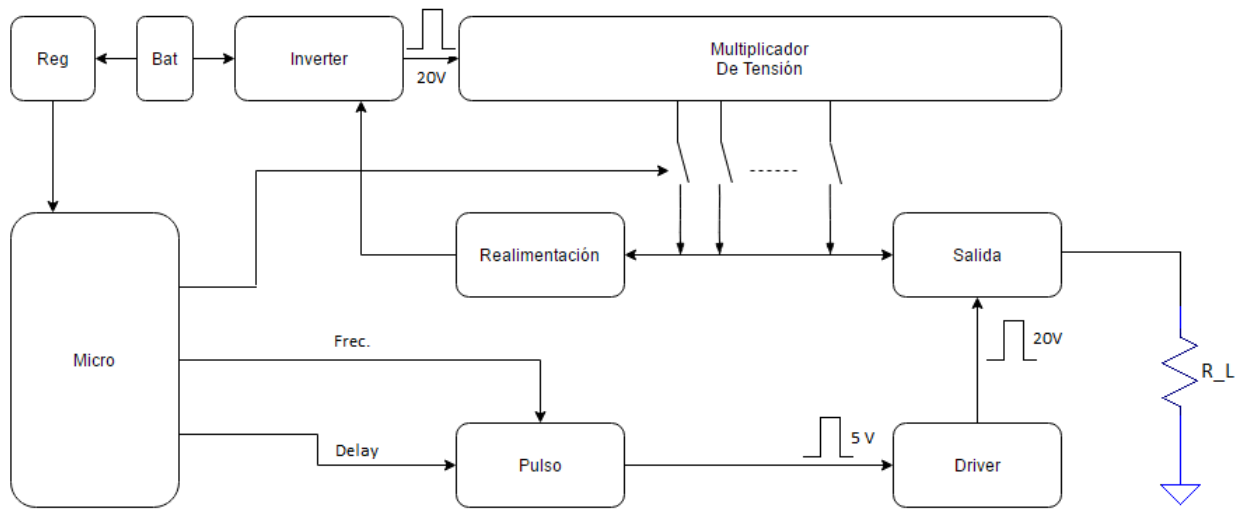 Reg
Bat
Inverter
20V
Multiplicador
De Tensión
Realimentación
Salida
Micro
Frec.
20V
R_L
Delay
Pulso
5 V
Driver